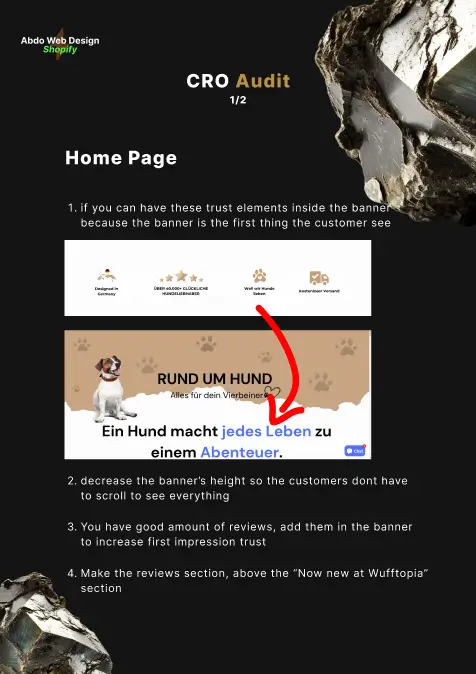 Abdo Web Design
Shopify
CRO Audit
1/2
Home Page
1. if you can have these trust elements inside the banner
because the banner is the first thing the customer see
Designed in
Germany
ÜBER 40.000+ GLÜCKLICHE
HUNDELIEBHABER
Weil wir Hunde
lieben
Kostenloser Versand
RUND UM HUND
Alles für dein Vierbeiner
Ein Hund macht jedes Leben zu
einem Abenteuer.
Chat
2. decrease the banner's height so the customers dont have
to scroll to see everything
3. You have good amount of reviews, add them in the banner
to increase first impression trust
4. Make the reviews section, above the “Now new at Wufftopia”
section